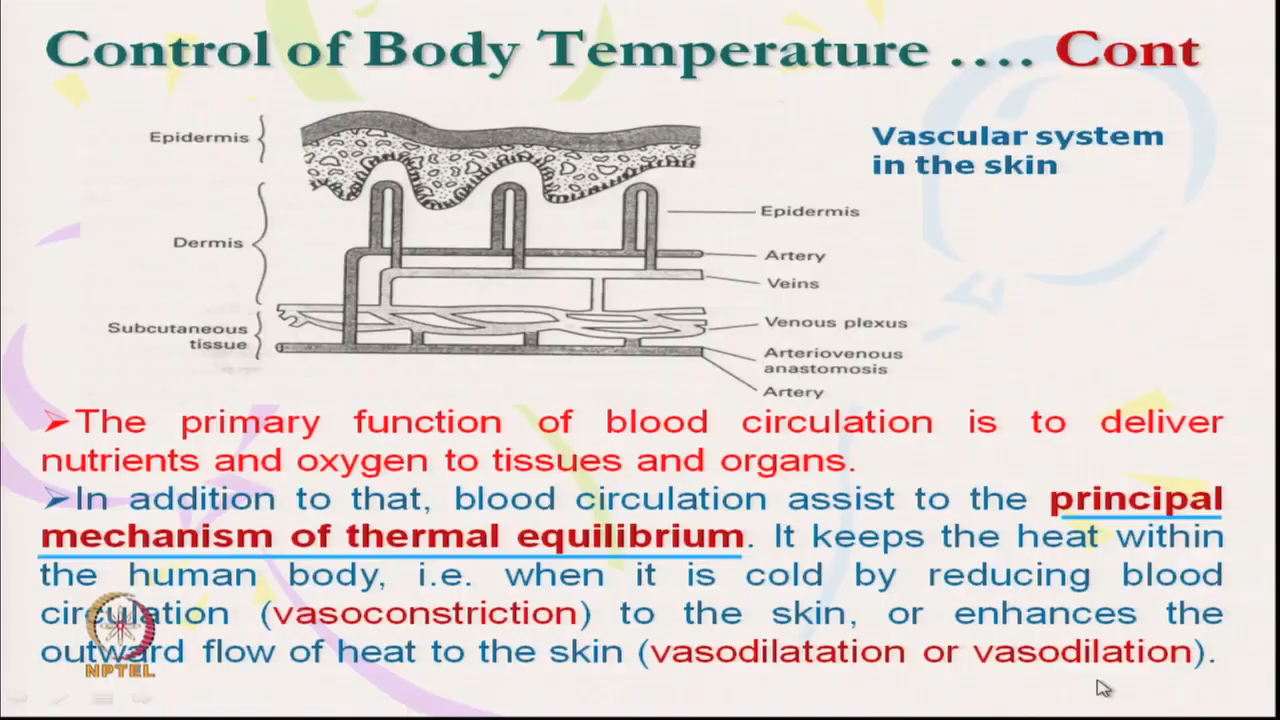 Control of Body Temperature .... Cont
Epidermis
Vascular system
in the skin
Epidermis
Dermis
Artery
Veins
Subcutaneous
tissue
Venous plexus
Arteriovenous
anastomosis
Artery
➢The primary function of blood circulation is to deliver
nutrients and oxygen to tissues and organs.
➢In addition to that, blood circulation assist to the principal
mechanism of thermal equilibrium. It keeps the heat within
the human body, i.e. when it is cold by reducing blood
circulation (vasoconstriction) to the skin, or enhances the
outward flow of heat to the skin (vasodilatation or vasodilation).
NPTEL